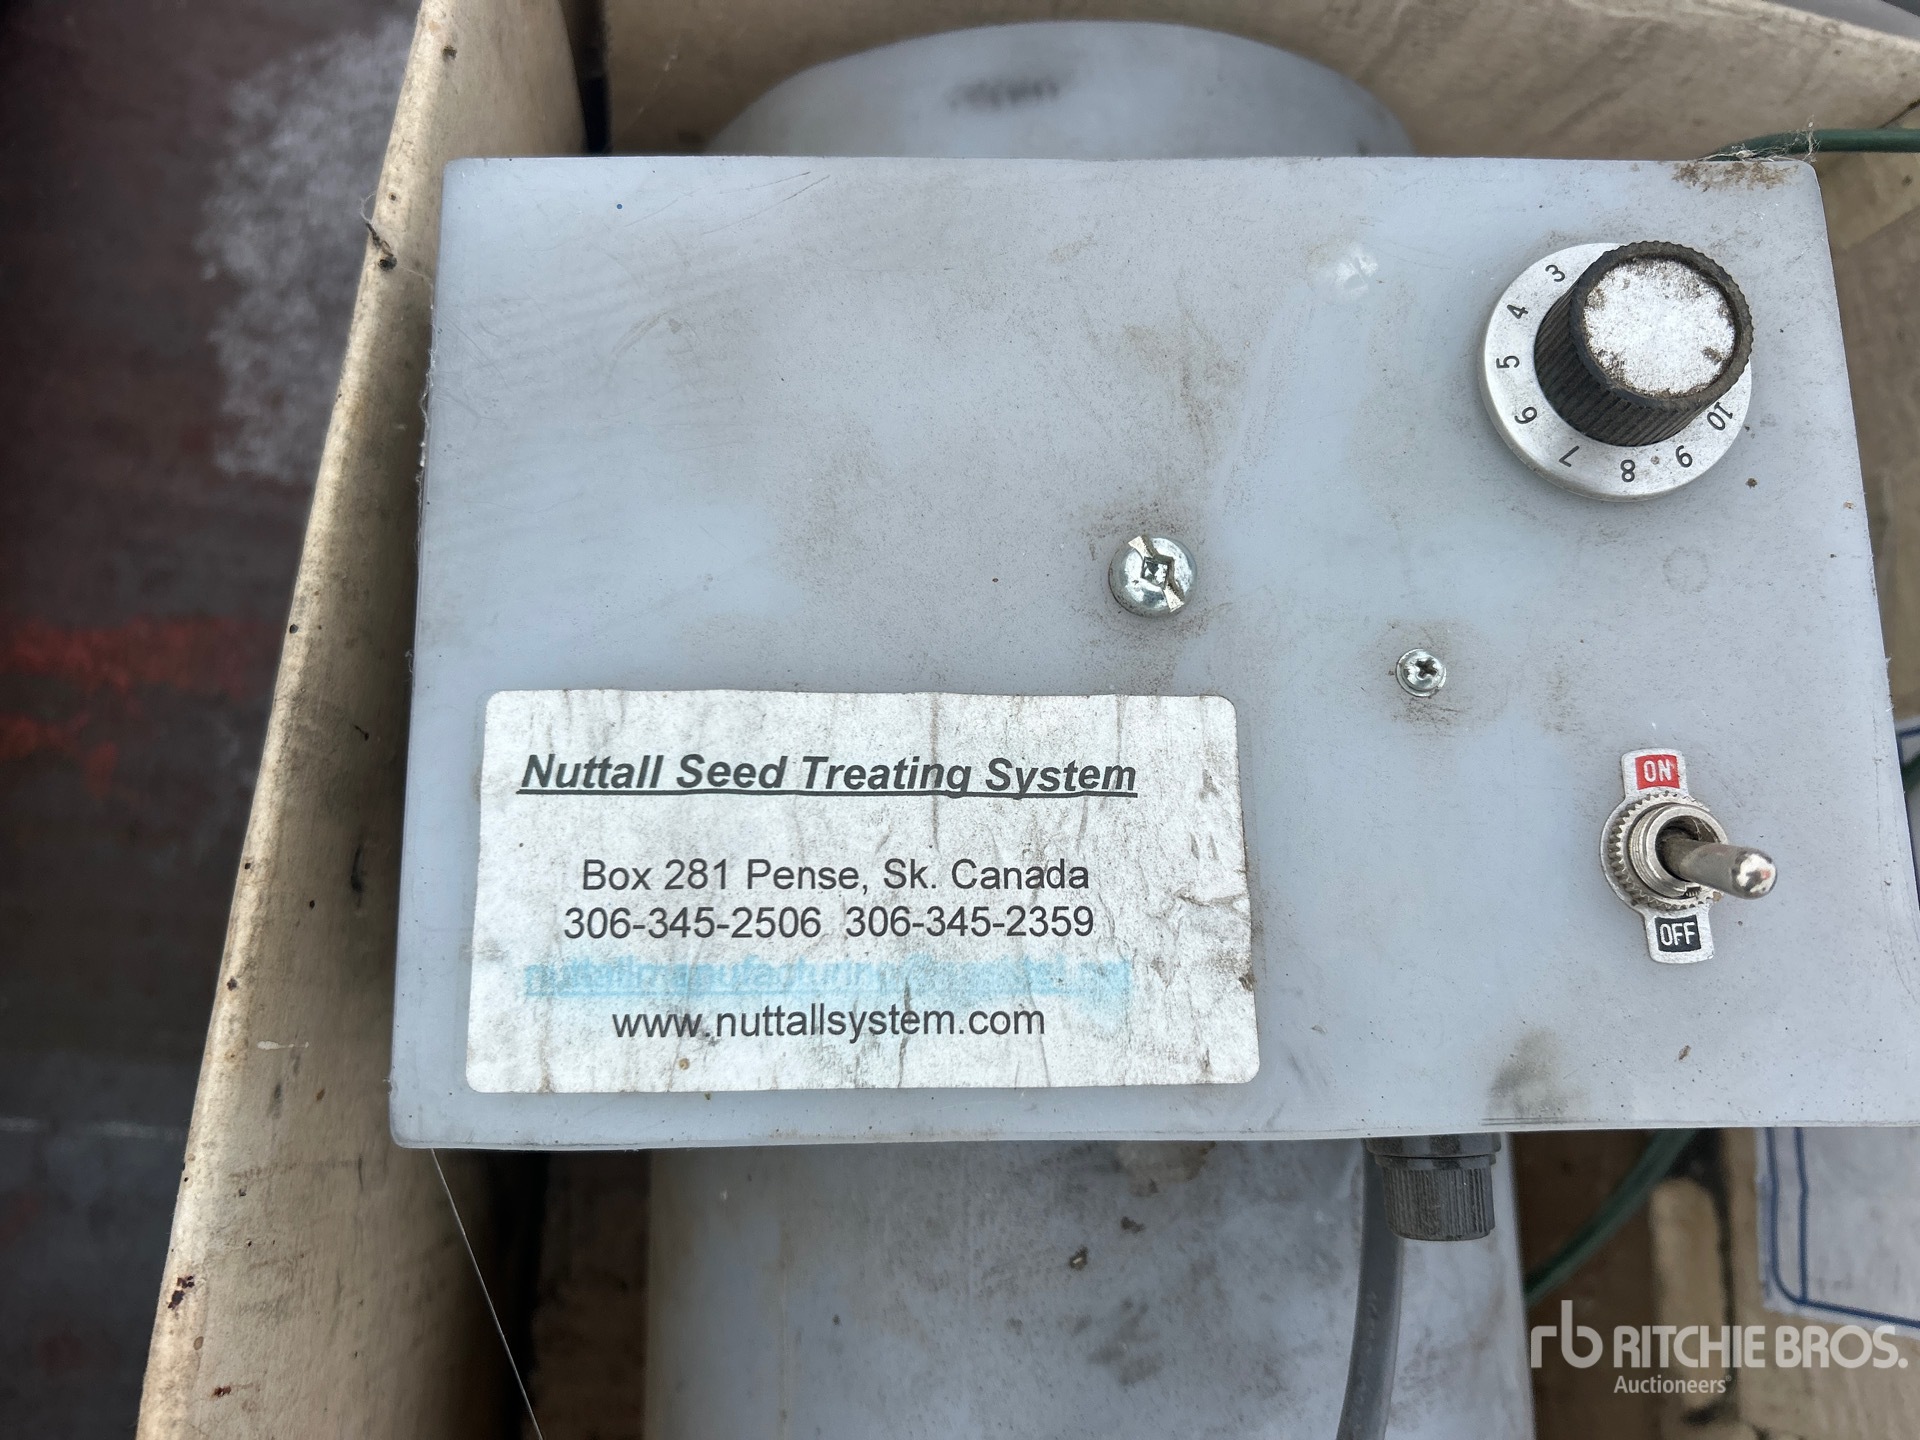 3
4
5
6
7
8
9
10
Nuttall Seed Treating System
Box 281 Pense, Sk. Canada
306-345-2506 306-345-2359
www.nuttallsystem.com
ON
OFF
rb RITCHIE BROS.
Auctioneers